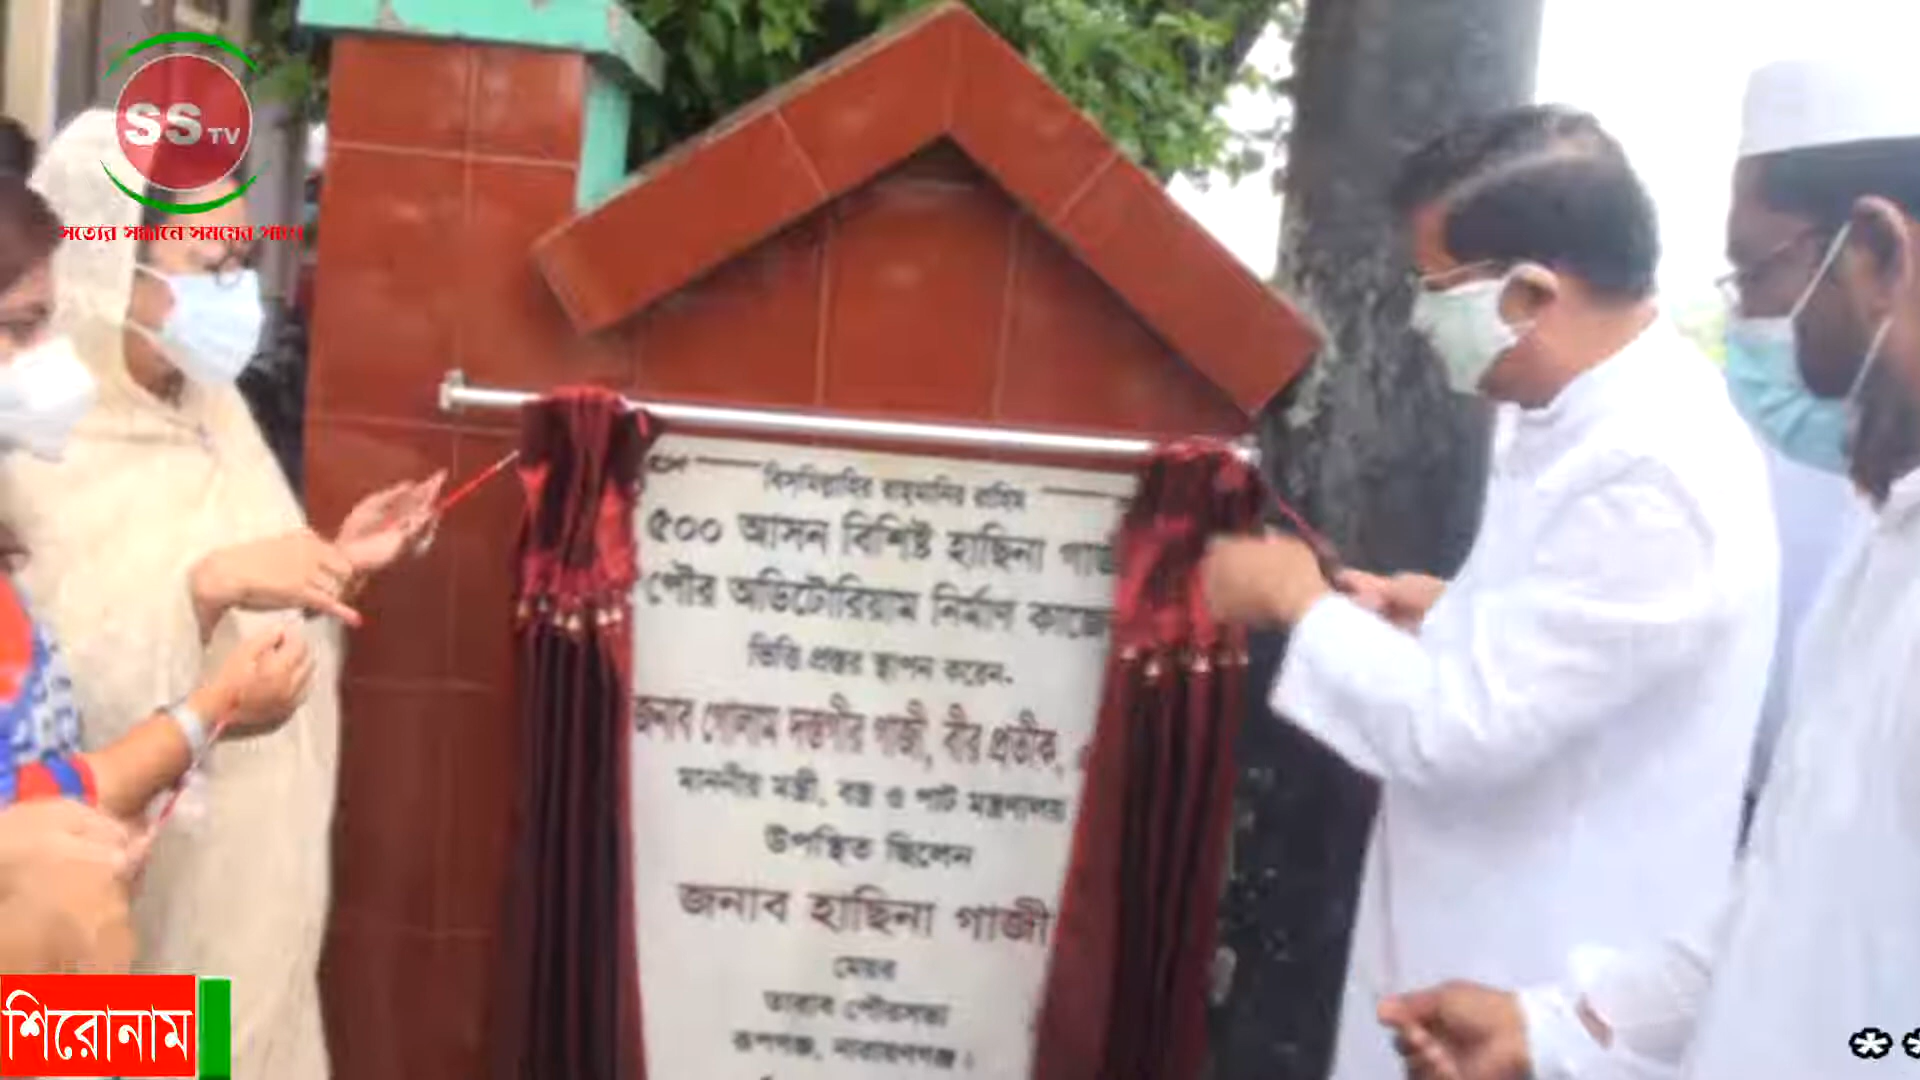 SS TV
সত্যের সন্ধানে সময়ের সাথে
বিসমিল্লাহির রাহ্মানির রাহিম
৫০০ আসন বিশিষ্ট হাছিনা গাজ
পৌর অডিটোরিয়াম নির্মাণ কাজে
ভিত্তি প্রস্তর স্থাপন করেন-
জনাব গোলাম দস্তগীর গাজী, বীর প্রতীক,
মাননীয় মন্ত্রী, বস্ত্র ও পাট মন্ত্রণালয়
উপস্থিত ছিলেন
জনাব হাছিনা গাজী
মেয়র
তারাব পৌরসভা
রূপগঞ্জ, নারায়ণগঞ্জ।
শিরোনাম